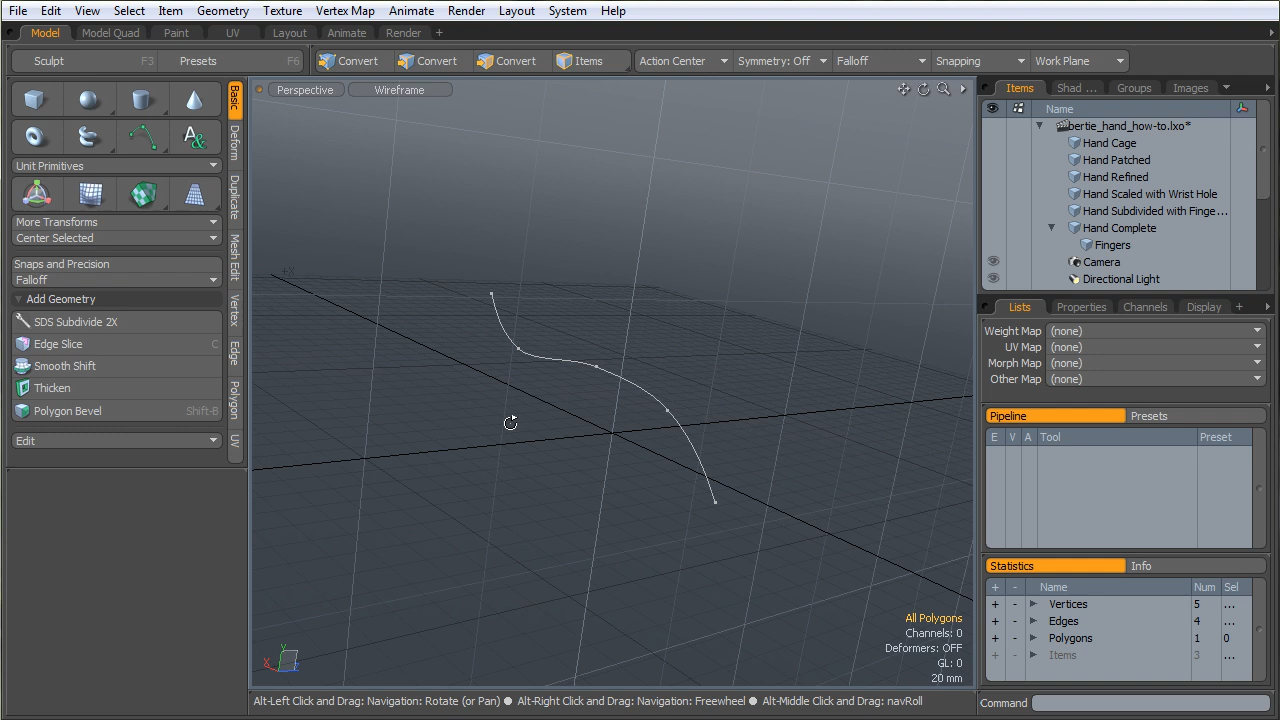 File Edit View Select Item Geometry Texture Vertex Map Animate Render Layout System Help
Model Model Quad Paint UV Layout Animate Render +
Sculpt F3 Presets F6 Convert Convert Convert Items Action Center Symmetry: Off Falloff Snapping Work Plane
Basic
Deform
Duplicate
Mesh Edit
Vertex
Edge
Polygon
UV
Unit Primitives
More Transforms
Center Selected
Snaps and Precision
Falloff
Add Geometry
SDS Subdivide 2X
Edge Slice C
Smooth Shift
Thicken
Polygon Bevel Shift-B
Edit
Perspective Wireframe
+X
All Polygons
Channels: 0
Deformers: OFF
GL: 0
20 mm
Y
X
Z
Alt-Left Click and Drag: Navigation: Rotate (or Pan) ● Alt-Right Click and Drag: Navigation: Freewheel ● Alt-Middle Click and Drag: navRoll
Items Shad ... Groups Images
Name
bertie_hand_how-to.lxo*
Hand Cage
Hand Patched
Hand Refined
Hand Scaled with Wrist Hole
Hand Subdivided with Finge...
Hand Complete
Fingers
Camera
Directional Light
Lists Properties Channels Display +
Weight Map (none)
UV Map (none)
Morph Map (none)
Other Map (none)
Pipeline Presets
E V A Tool Preset
Statistics Info
+ - Name Num Sel
+ - Vertices 5 ...
+ - Edges 4 ...
+ - Polygons 1 0
+ - Items 3 ...
Command